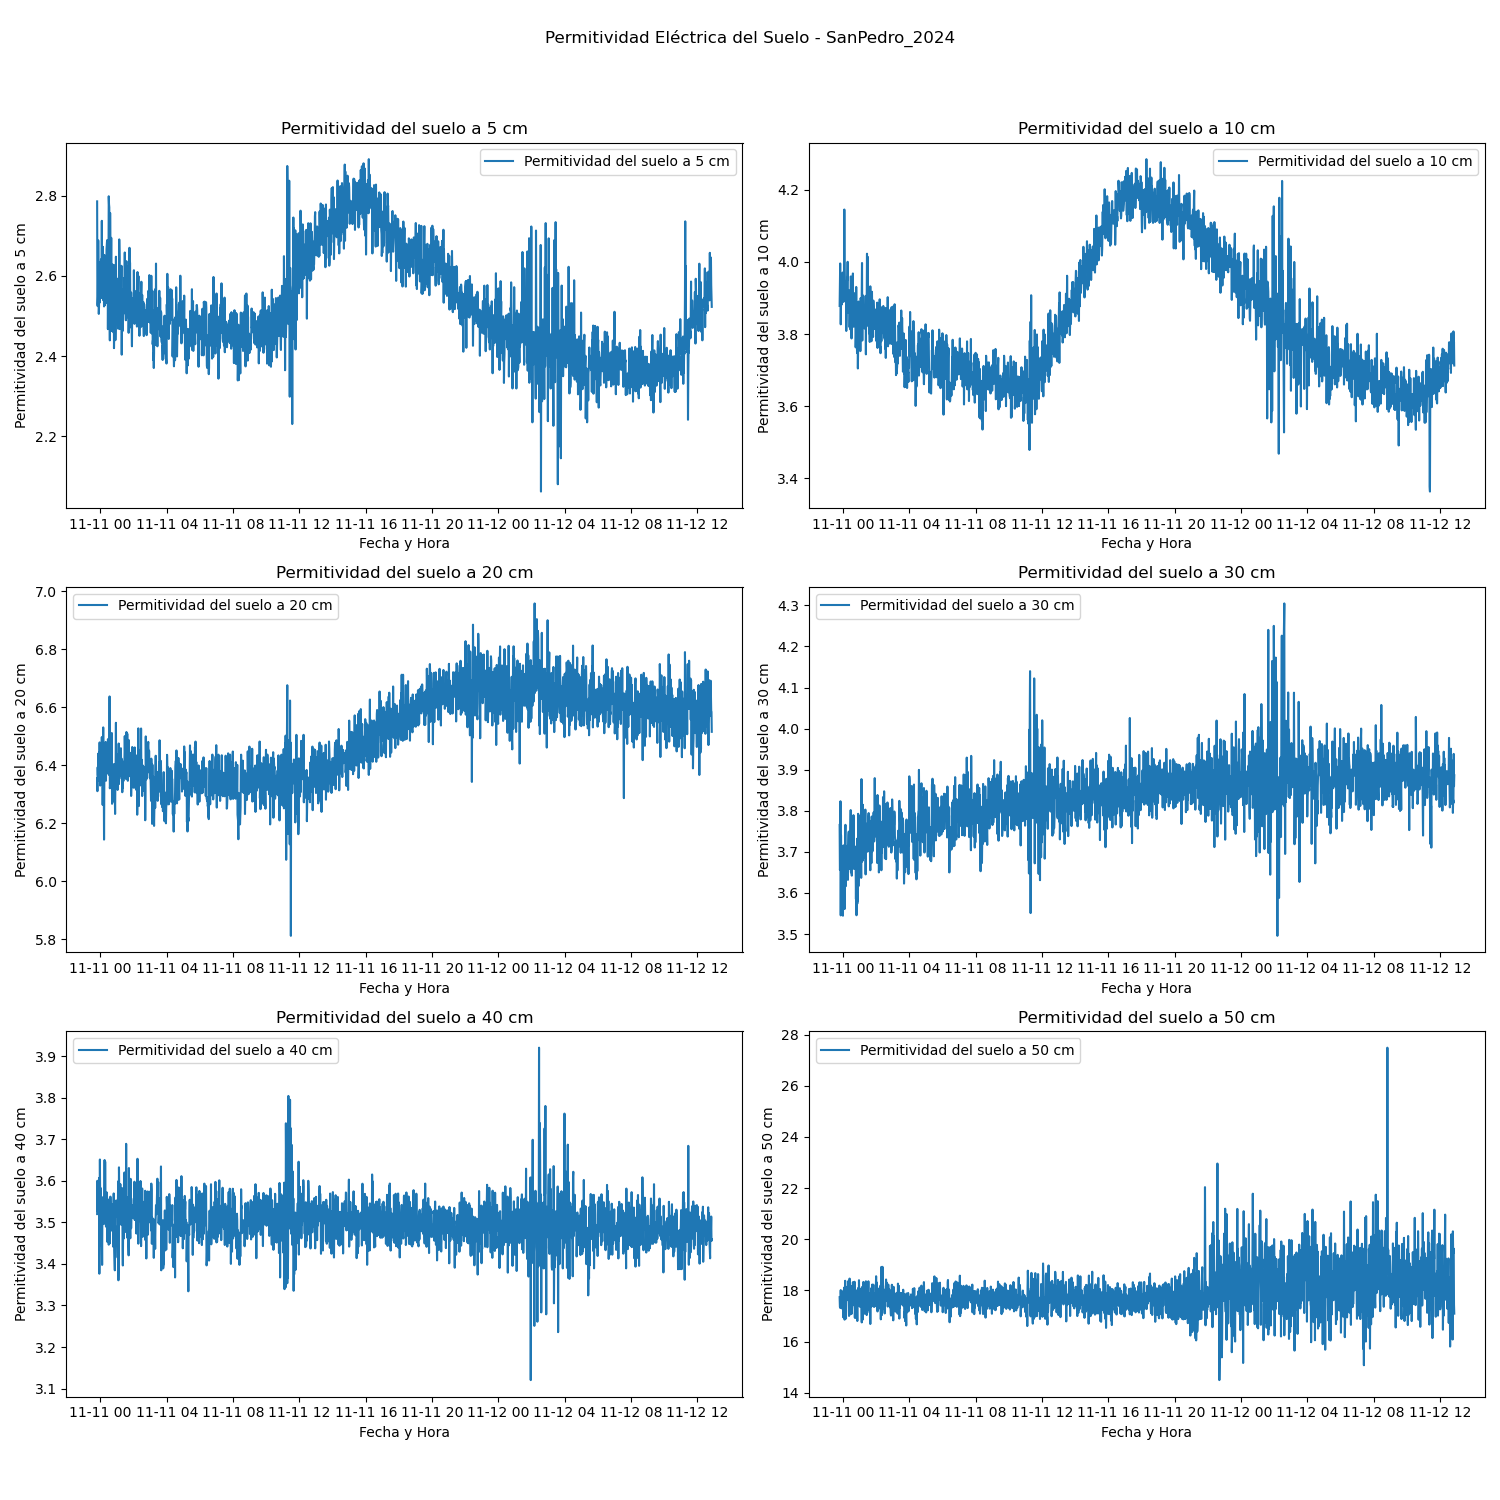 Permitividad Eléctrica del Suelo - SanPedro_2024
Permitividad del suelo a 5 cm
Permitividad del suelo a 5 cm
Permitividad del suelo a 5 cm
2.8
2.6
2.4
2.2
11-11 00 11-11 04 11-11 08 11-11 12 11-11 16 11-11 20 11-12 00 11-12 04 11-12 08 11-12 12
Fecha y Hora
Permitividad del suelo a 10 cm
Permitividad del suelo a 10 cm
Permitividad del suelo a 10 cm
4.2
4.0
3.8
3.6
3.4
11-11 00 11-11 04 11-11 08 11-11 12 11-11 16 11-11 20 11-12 00 11-12 04 11-12 08 11-12 12
Fecha y Hora
Permitividad del suelo a 20 cm
Permitividad del suelo a 20 cm
Permitividad del suelo a 20 cm
7.0
6.8
6.6
6.4
6.2
6.0
5.8
11-11 00 11-11 04 11-11 08 11-11 12 11-11 16 11-11 20 11-12 00 11-12 04 11-12 08 11-12 12
Fecha y Hora
Permitividad del suelo a 30 cm
Permitividad del suelo a 30 cm
Permitividad del suelo a 30 cm
4.3
4.2
4.1
4.0
3.9
3.8
3.7
3.6
3.5
11-11 00 11-11 04 11-11 08 11-11 12 11-11 16 11-11 20 11-12 00 11-12 04 11-12 08 11-12 12
Fecha y Hora
Permitividad del suelo a 40 cm
Permitividad del suelo a 40 cm
Permitividad del suelo a 40 cm
3.9
3.8
3.7
3.6
3.5
3.4
3.3
3.2
3.1
11-11 00 11-11 04 11-11 08 11-11 12 11-11 16 11-11 20 11-12 00 11-12 04 11-12 08 11-12 12
Fecha y Hora
Permitividad del suelo a 50 cm
Permitividad del suelo a 50 cm
Permitividad del suelo a 50 cm
28
26
24
22
20
18
16
14
11-11 00 11-11 04 11-11 08 11-11 12 11-11 16 11-11 20 11-12 00 11-12 04 11-12 08 11-12 12
Fecha y Hora